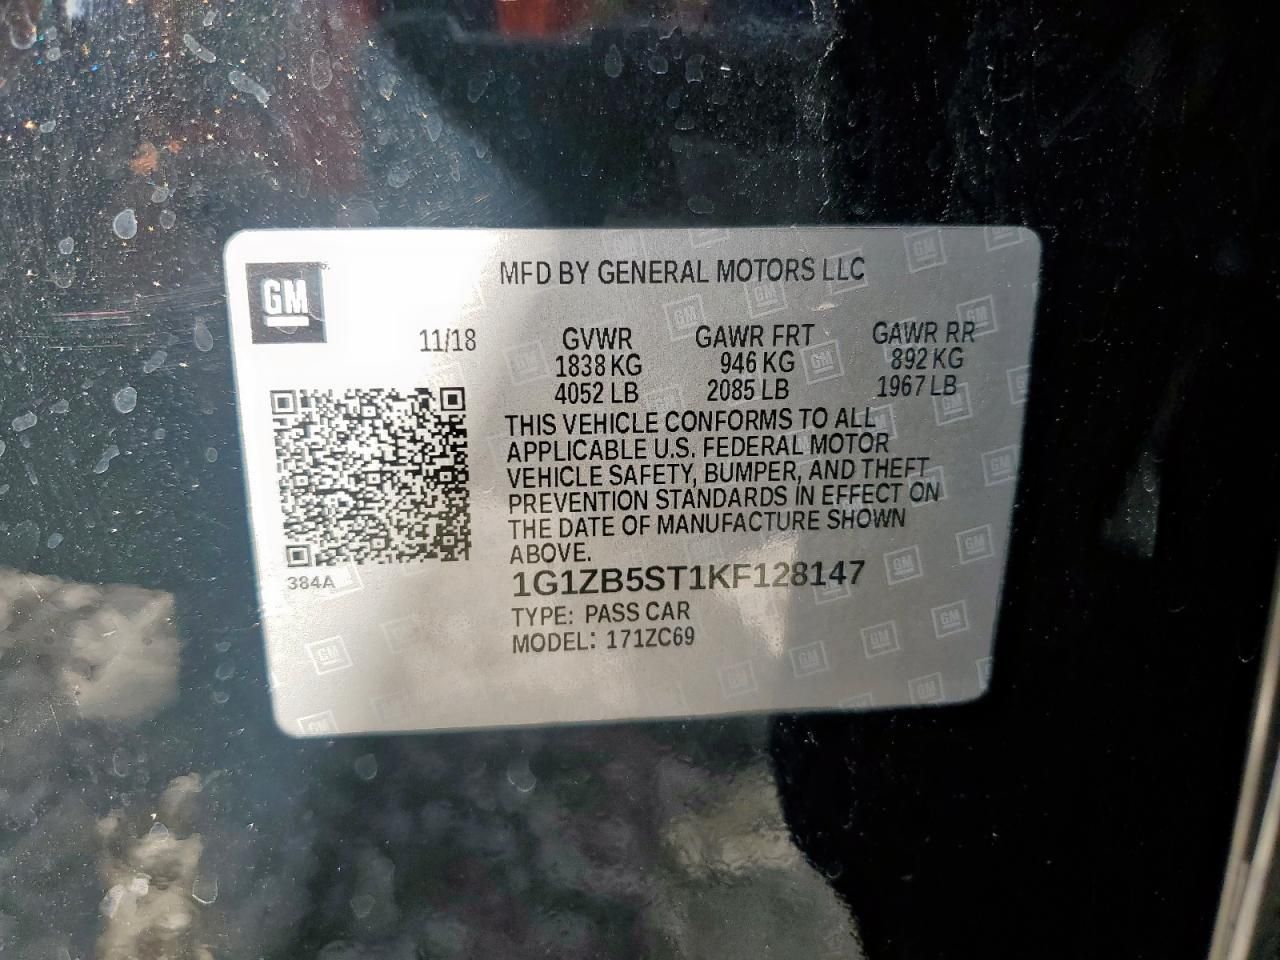 GM
MFD BY GENERAL MOTORS LLC
11/18 GVWR GAWR FRT GAWR RR
1838 KG 946 KG 892 KG
4052 LB 2085 LB 1967 LB
THIS VEHICLE CONFORMS TO ALL
APPLICABLE U.S. FEDERAL MOTOR
VEHICLE SAFETY, BUMPER, AND THEFT
PREVENTION STANDARDS IN EFFECT ON
THE DATE OF MANUFACTURE SHOWN
ABOVE.
384A
1G1ZB5ST1KF128147
TYPE: PASS CAR
MODEL: 171ZC69